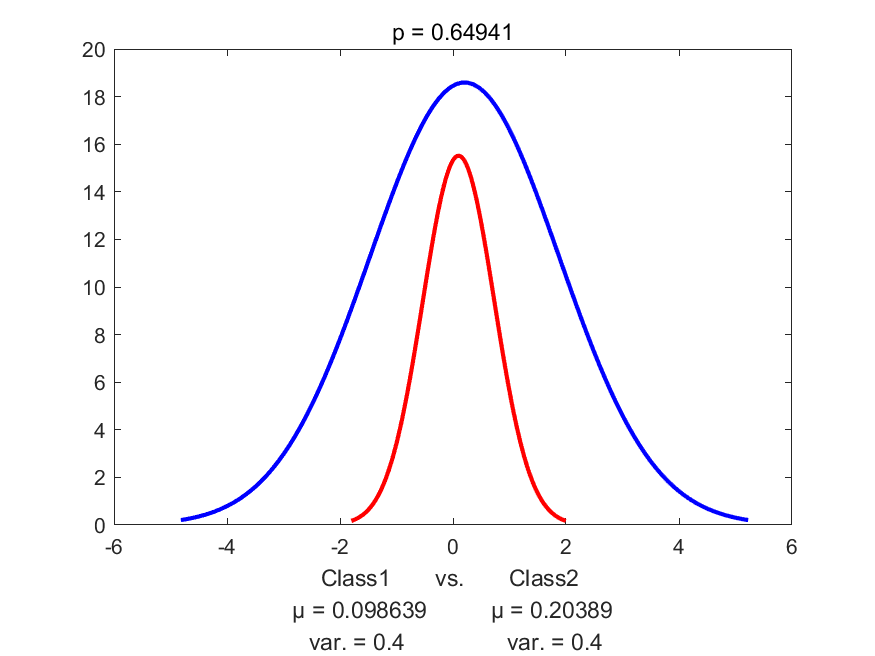 p = 0.64941
20
18
16
14
12
10
8
6
4
2
0
-6 -4 -2 0 2 4 6
Class1 vs. Class2
μ = 0.098639 μ = 0.20389
var. = 0.4 var. = 0.4